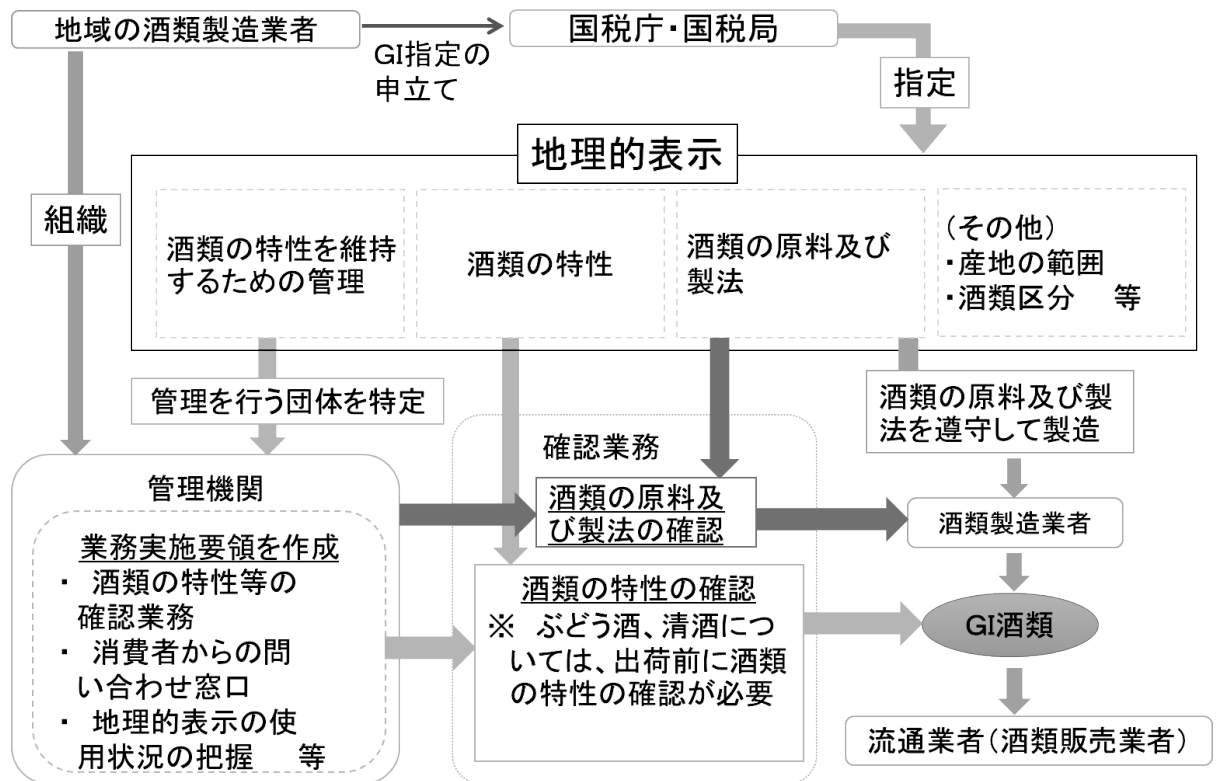 地域の酒類製造業者
国税庁・国税局
GI指定の
申立て
指定
地理的表示
組織
酒類の特性を維持
するための管理
酒類の特性
酒類の原料及び
製法
(その他)
・産地の範囲
・酒類区分 等
管理を行う団体を特定
酒類の原料及び製
法を遵守して製造
確認業務
管理機関
業務実施要領を作成
・ 酒類の特性等の
確認業務
・ 消費者からの問
い合わせ窓口
・ 地理的表示の使
用状況の把握 等
酒類の原料及
び製法の確認
酒類製造業者
酒類の特性の確認
※ ぶどう酒、清酒につ
いては、出荷前に酒類
の特性の確認が必要
GI酒類
流通業者(酒類販売業者)